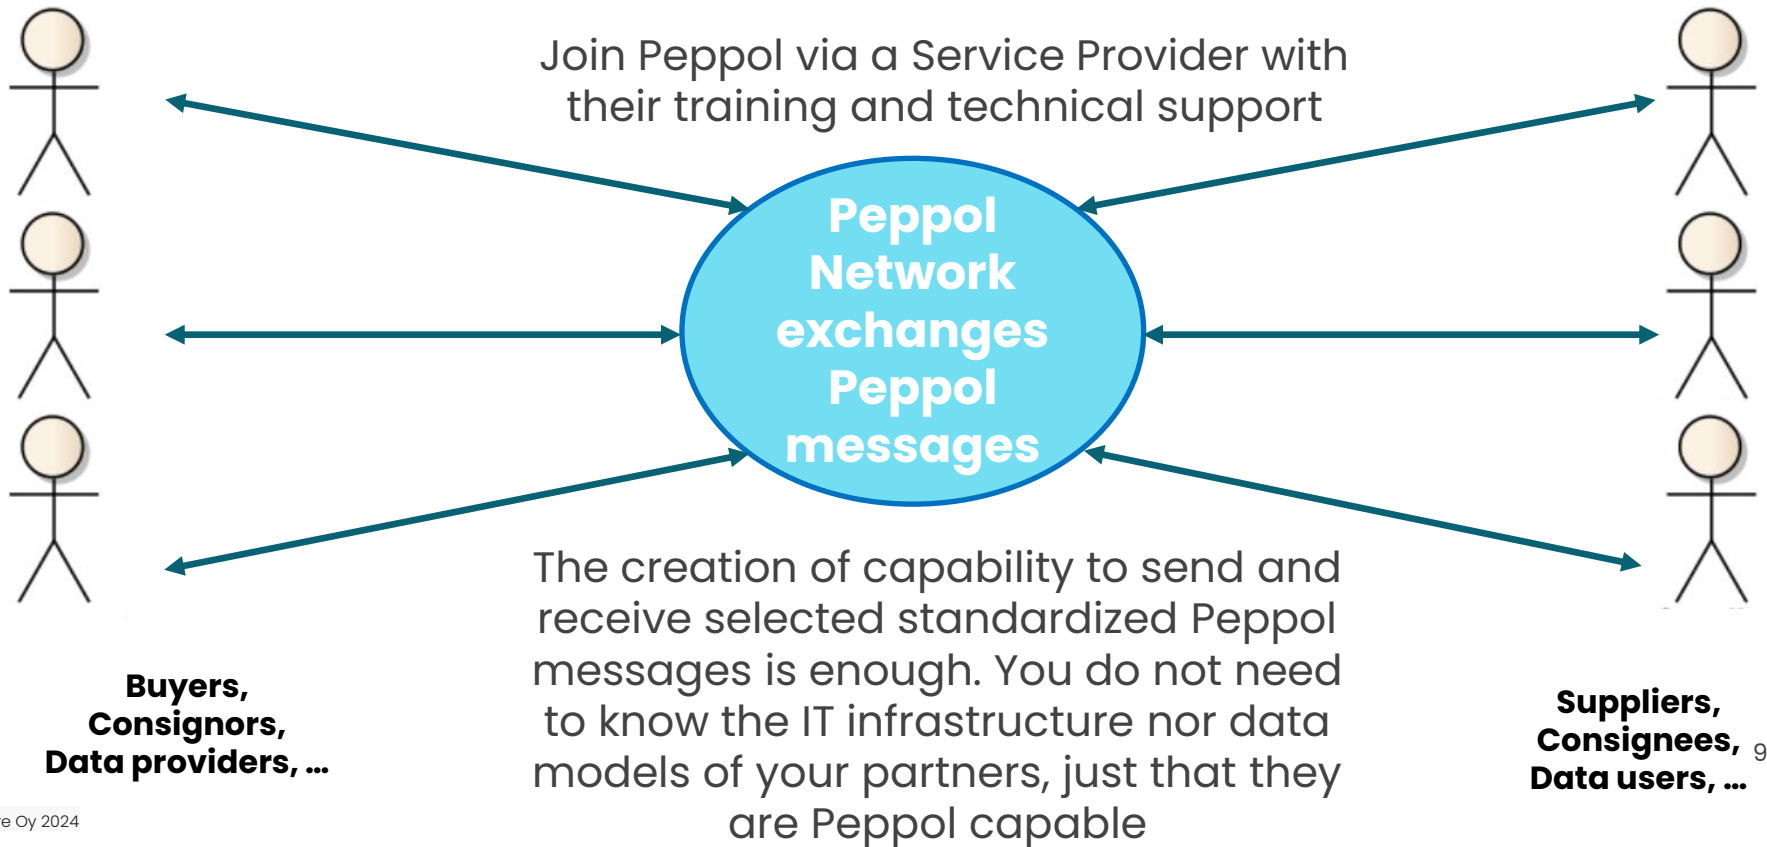 Join Peppol via a Service Provider with
their training and technical support
Peppol
Network
exchanges
Peppol
messages
The creation of capability to send and
receive selected standardized Peppol
messages is enough. You do not need
to know the IT infrastructure nor data
models of your partners, just that they
are Peppol capable
Buyers,
Consignors,
Data providers, ...
Suppliers,
Consignees,
Data users, ...
9
Oy 2024